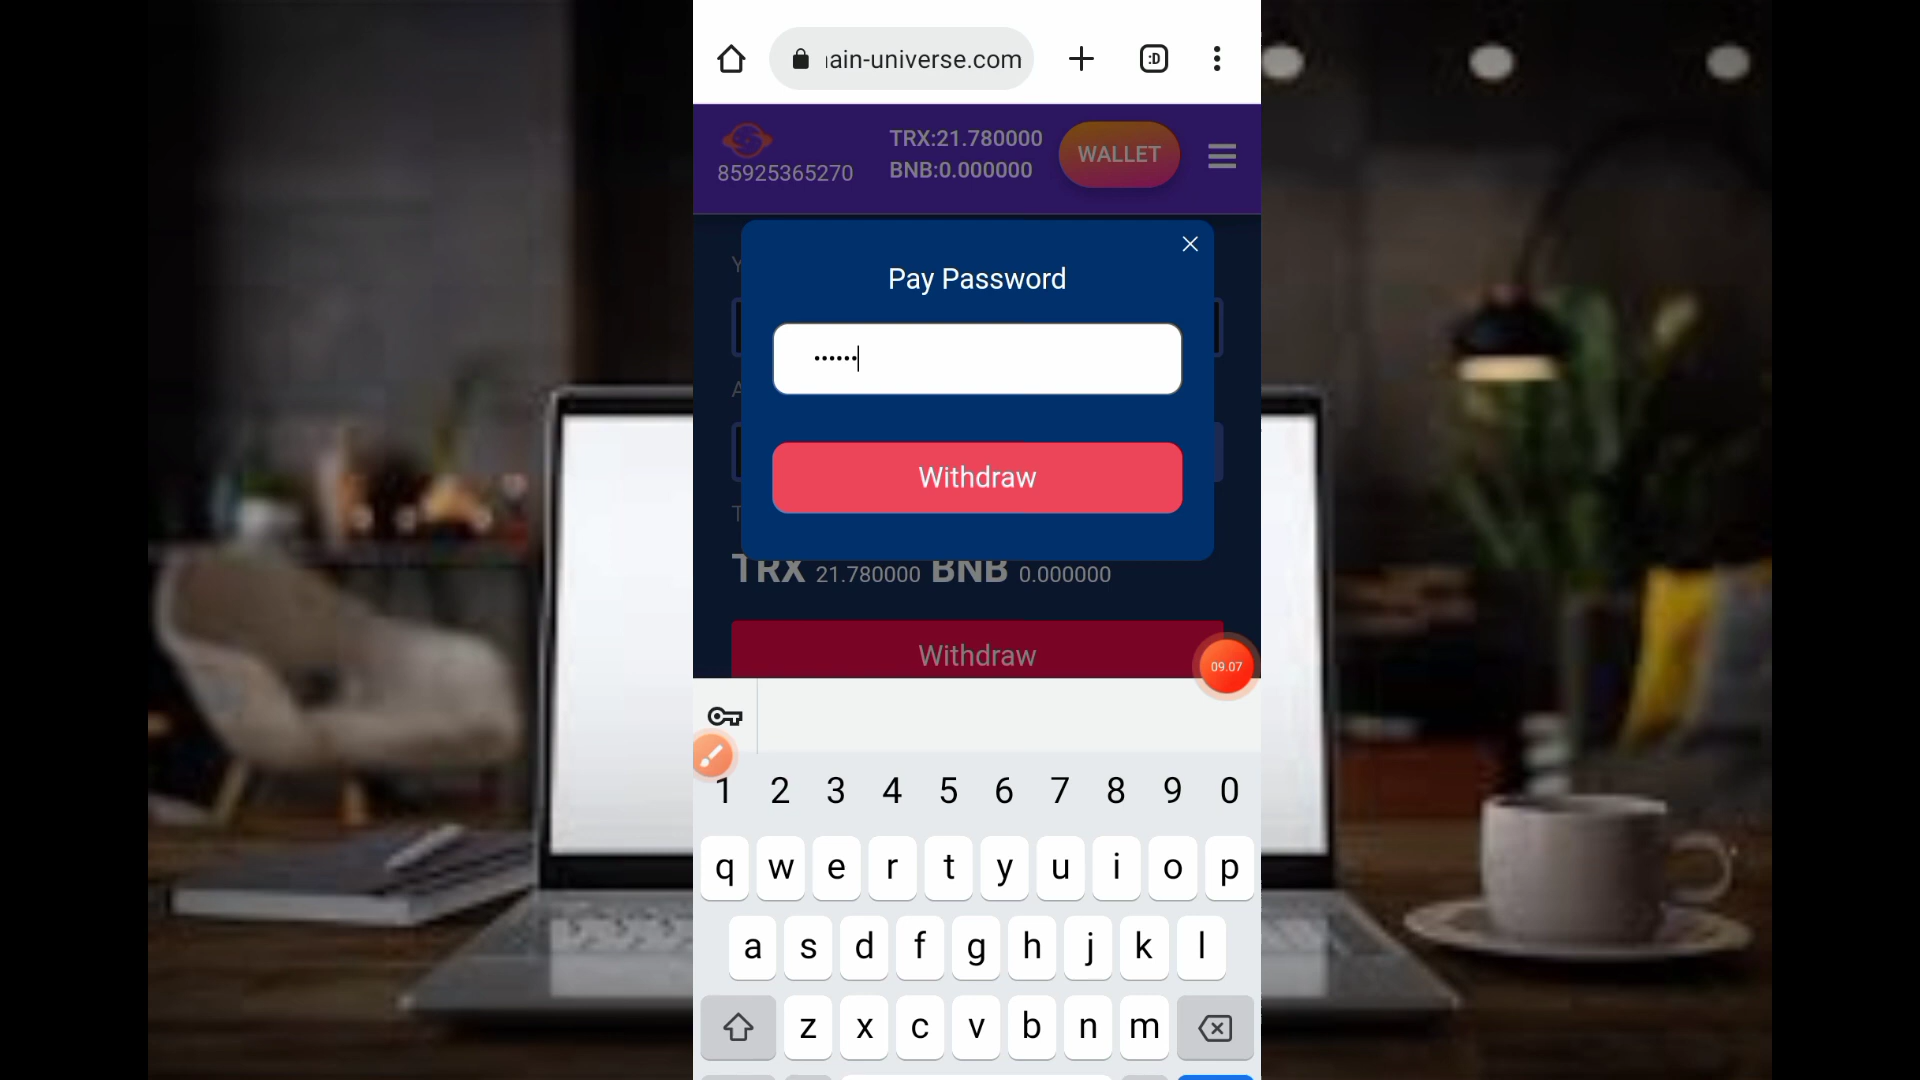 ain-universe.com
:D
TRX:21.780000
BNB:0.000000
WALLET
85925365270
Pay Password
••••••
Withdraw
Y
A
T
TRX 21.780000 BNB 0.000000
Withdraw
09.07
1 2 3 4 5 6 7 8 9 0
q w e r t y u i o p
a s d f g h j k l
z x c v b n m